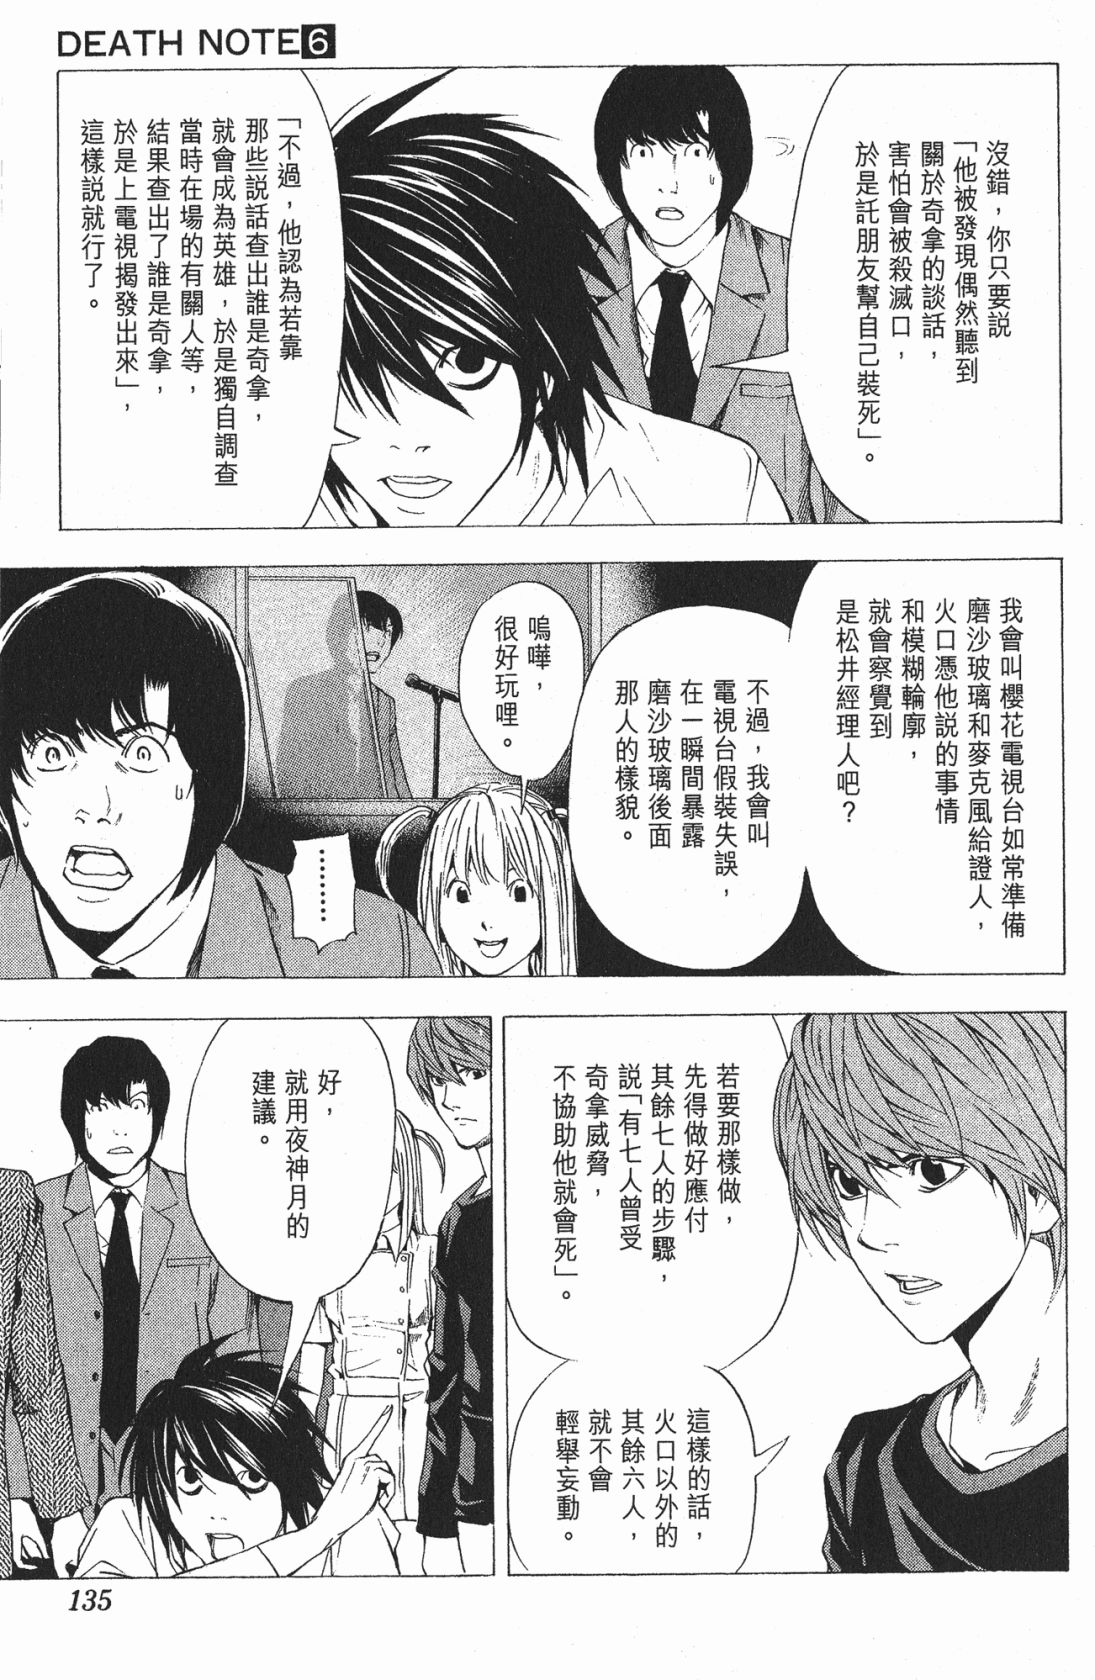 DEATH NOTE 6
沒錯，你只要說
「他被發現偶然聽到
關於奇拿的談話，
害怕會被殺滅口，
於是託朋友幫自己裝死」。
「不過，他認為若靠
那些說話查出誰是奇拿，
就會成為英雄，於是獨自調查
當時在場的有關人等，
結果查出了誰是奇拿，
於是上電視揭發出來」，
這樣說就行了。
我會叫櫻花電視台如常準備
磨沙玻璃和麥克風給證人，
火口憑他說的事情
和模糊輪廓，
就會察覺到
是松井經理人吧？
不過，我會叫
電視台假裝失誤，
在一瞬間暴露
磨沙玻璃後面
那人的樣貌。
嗚嘩，
很好玩哩。
………
若要那樣做，
先得做好應付
其餘七人的步驟，
說「有七人曾受
奇拿威脅，
不協助他就會死」。
這樣的話，
火口以外的
其餘六人，
就不會
輕舉妄動。
好，
就用夜神月的
建議。
135